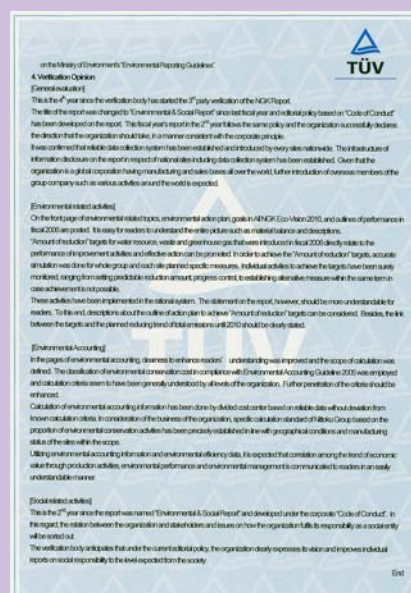 TÜV
on the Ministry of Environment's "Environmental Reporting Guidelines"
4. Verification Opinion
[General evaluation]
This is the 4th year since the verification body has started the 3rd party verification of the NGK Report.
The title of the report was changed to "Environmental & Social Report" since last fiscal year and editorial policy based on "Code of Conduct"
has been developed on the report. This fiscal year's report in the 2nd year follows the same policy and the organization successfully declares
the direction that the organization should take, in a manner consistent with the corporate principle.
It was confirmed that reliable data collection system has been established and introduced by every sites nationwide. The infrastructure of
information disclosure on the report in respect of national sites including data collection system has been established. Given that the
organization is a global corporation having manufacturing and sales bases all over the world, further introduction of overseas members of the
group company such as various activities around the world is expected.
[Environmental related activities]
On the front page of environmental related topics, environmental action plan, goals in All NGK Eco-Vision 2010, and outlines of performance in
fiscal 2006 are posted. It is easy for readers to understand the entire picture such as material balance and descriptions.
"Amount of reduction" targets for water resource, waste and greenhouse gas that were introduced in fiscal 2006 directly relate to the
performance of improvement activities and effective action can be promoted. In order to achieve the "Amount of reduction" targets, accurate
simulation was done for whole group and each site planned specific measures. Individual activities to achieve the targets have been surely
monitored, ranging from setting predictable reduction amount, progress control, to establishing alternative measure within the same term in
case achievement is not possible.
These activities have been implemented in the rational system. The statement on the report, however, should be more understandable for
readers. To this end, descriptions about the outline of action plan to achieve "Amount of reduction" targets can be considered. Besides, the link
between the targets and the planned reducing trend of total emissions until 2010 should be clearly stated.
[Environmental Accounting]
In the pages of environmental accounting, clearness to enhance readers' understanding was improved and the scope of calculation was
defined. The classification of environmental conservation cost in compliance with Environmental Accounting Guideline 2005 was employed
and calculation criteria seem to have been generally understood by all levels of the organization. Further penetration of the criteria should be
enhanced.
Calculation of environmental accounting information has been done by divided cost center based on reliable data without deviation from
known calculation criteria. In consideration of the business of the organization, specific calculation standard of Nittoku Group based on the
proportion of environmental conservation activities has been precisely established in line with geographical conditions and manufacturing
status of the sites within the scope.
Utilizing environmental accounting information and environmental efficiency data, it is expected that correlation among the trend of economic
value through production activities, environmental performance and environmental management is communicated to readers in an easily
understandable manner.
[Social related activities]
This is the 2nd year since the report was named "Environmental & Social Report" and developed under the corporate "Code of Conduct". In
this regard, the relation between the organization and stakeholders and issues on how the organization fulfils its responsibility as a social entity
will be sorted out.
The verification body anticipates that under the current editorial policy, the organization clearly expresses its vision and improves individual
reports on social responsibility to the level expected from the society.
End